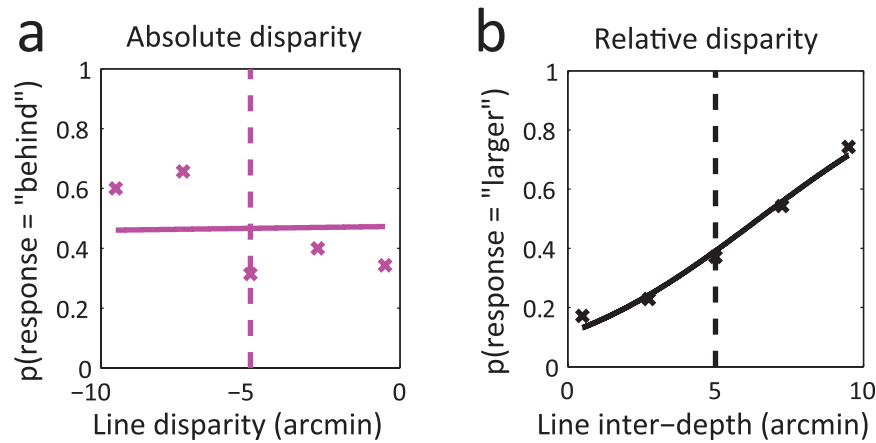 a
Absolute disparity
p(response = "behind")
1
0.8
0.6
0.4
0.2
0
−10
−5
0
Line disparity (arcmin)
b
Relative disparity
p(response = "larger")
1
0.8
0.6
0.4
0.2
0
0
5
10
Line inter−depth (arcmin)